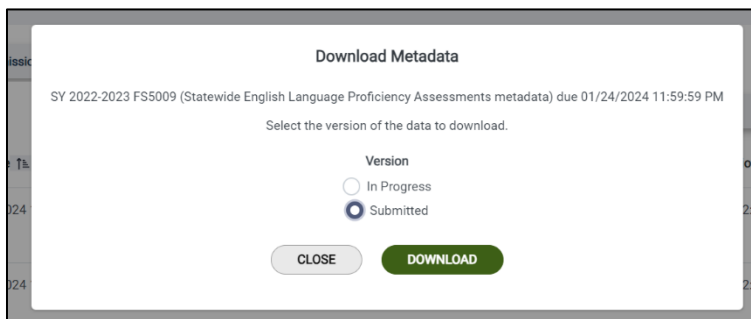 Download Metadata
SY 2022-2023 FS5009 (Statewide English Language Proficiency Assessments metadata) due 01/24/2024 11:59:59 PM
Select the version of the data to download.
Version
In Progress
Submitted
CLOSE DOWNLOAD